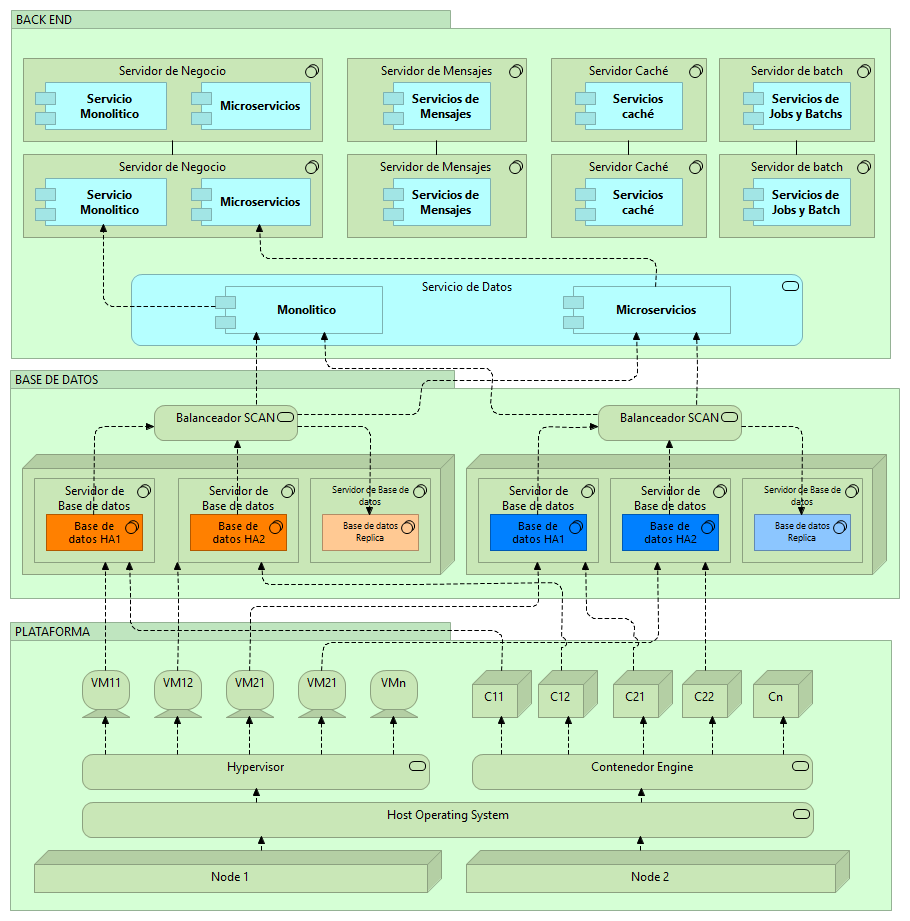 BACK END
Servidor de Negocio
Servicio
Monolitico
Microservicios
Servidor de Mensajes
Servicios de
Mensajes
Servidor Caché
Servicios
caché
Servidor de batch
Servicios de
Jobs y Batchs
Servidor de Negocio
Servicio
Monolitico
Microservicios
Servidor de Mensajes
Servicios de
Mensajes
Servidor Caché
Servicios
caché
Servidor de batch
Servicios de
Jobs y Batch
Servicio de Datos
Monolitico
Microservicios
BASE DE DATOS
Balanceador SCAN
Balanceador SCAN
Servidor de
Base de datos
Base de
datos HA1
Servidor de
Base de datos
Base de
datos HA2
Servidor de Base de
datos
Base de datos
Replica
Servidor de
Base de datos
Base de
datos HA1
Servidor de
Base de datos
Base de
datos HA2
Servidor de Base de
datos
Base de datos
Replica
PLATAFORMA
VM11
VM12
VM21
VM21
VMn
C11
C12
C21
C22
Cn
Hypervisor
Contenedor Engine
Host Operating System
Node 1
Node 2